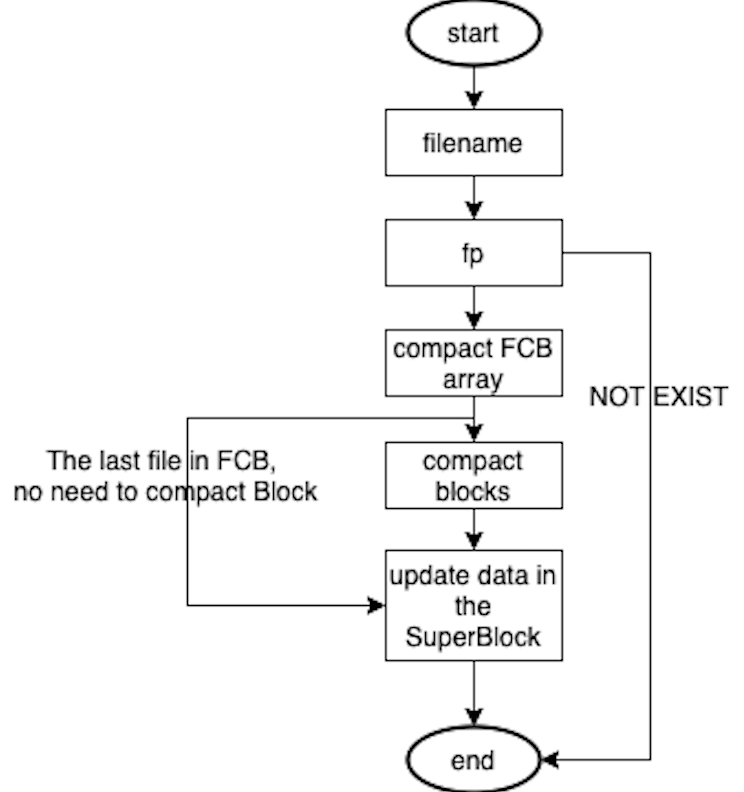 start
filename
fp
compact FCB
array
NOT EXIST
The last file in FCB,
no need to compact Block
compact
blocks
update data in
the
SuperBlock
end